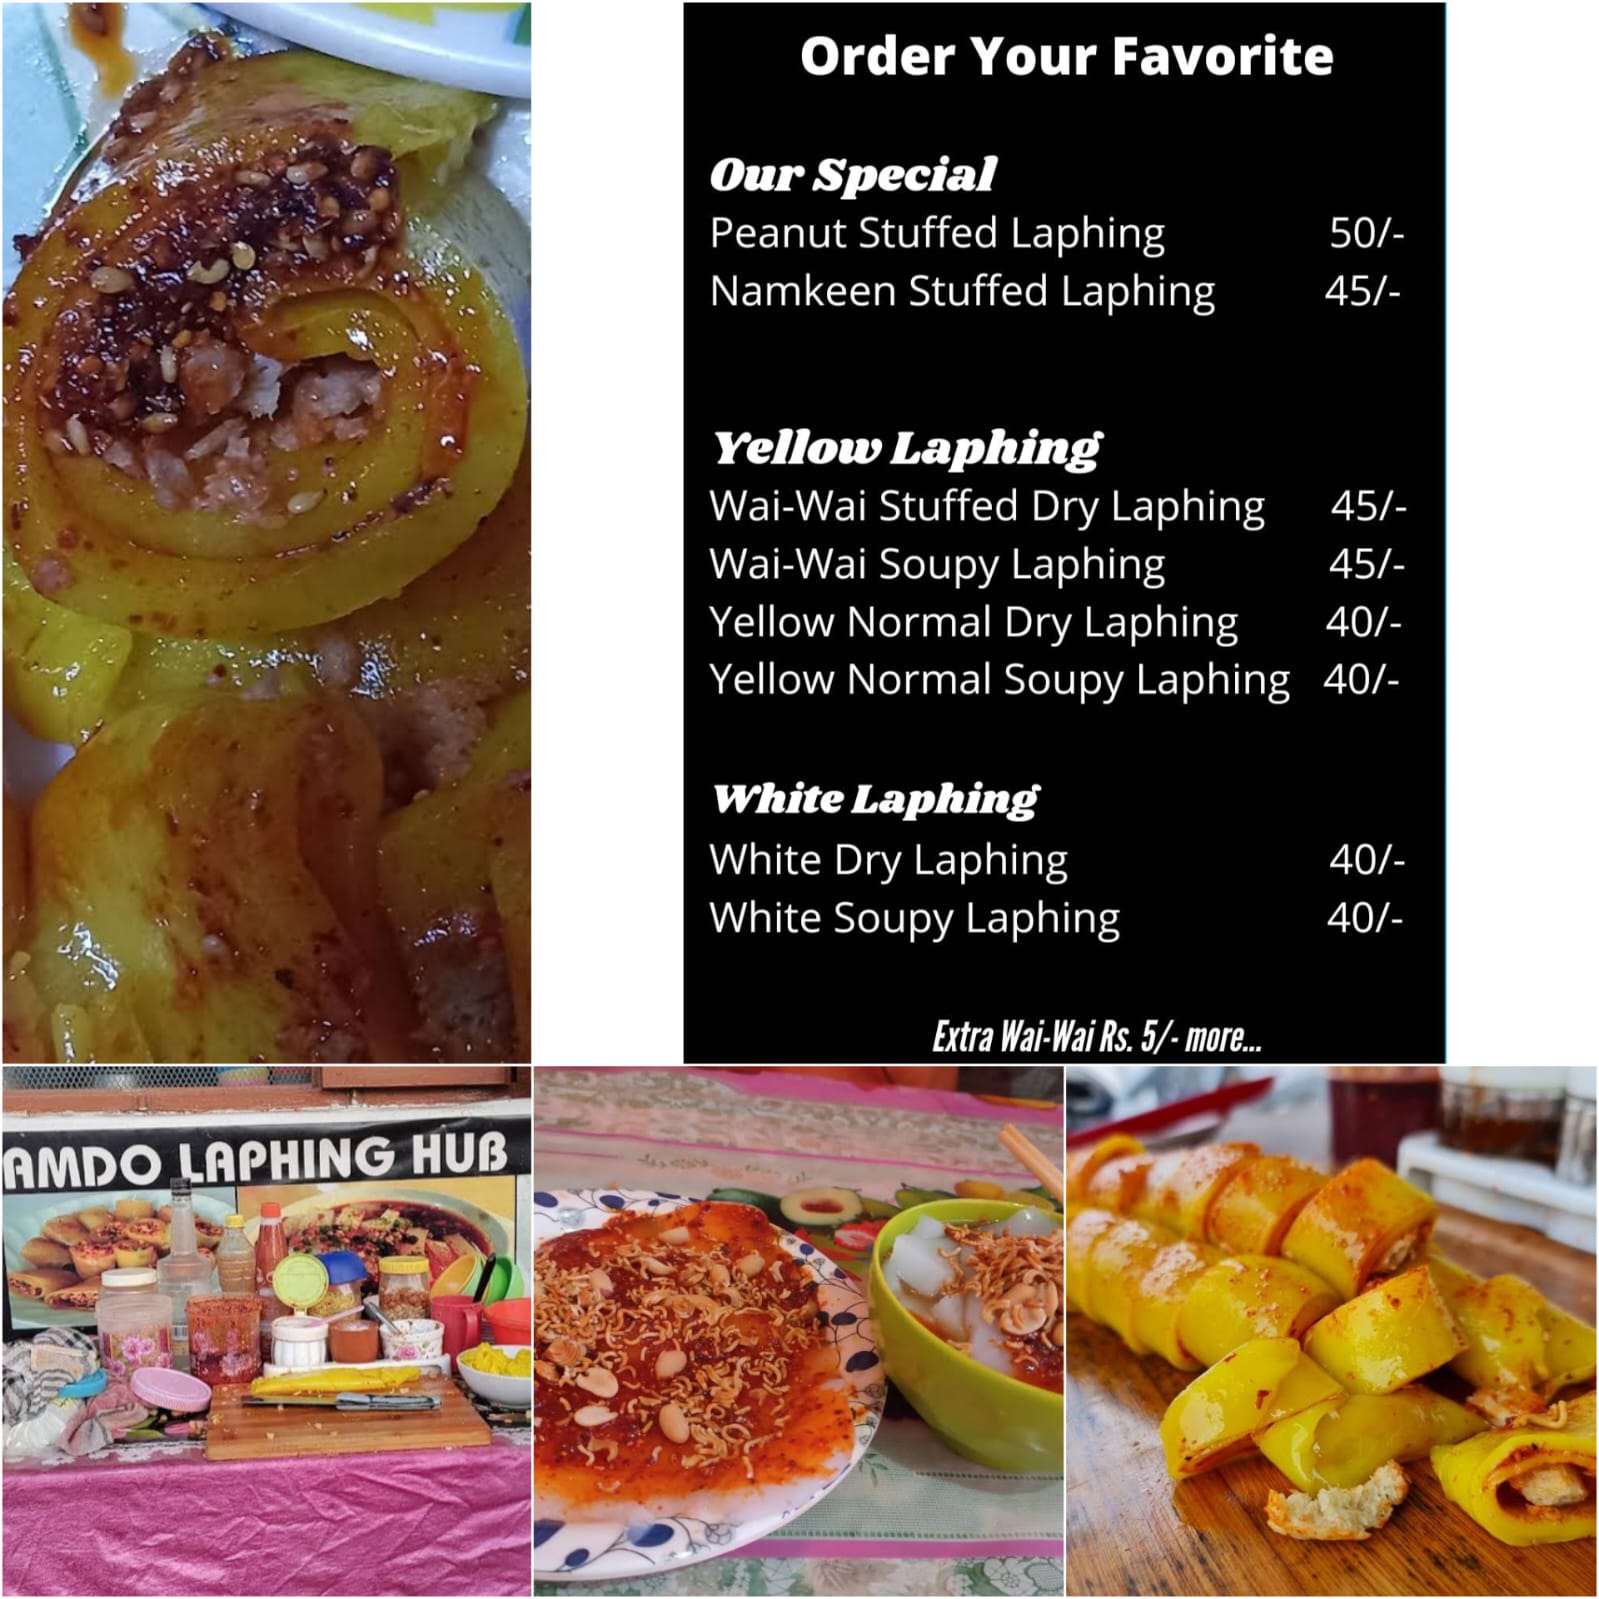 Order Your Favorite
Our Special
Peanut Stuffed Laphing 50/-
Namkeen Stuffed Laphing 45/-
Yellow Laphing
Wai-Wai Stuffed Dry Laphing 45/-
Wai-Wai Soupy Laphing 45/-
Yellow Normal Dry Laphing 40/-
Yellow Normal Soupy Laphing 40/-
White Laphing
White Dry Laphing 40/-
White Soupy Laphing 40/-
Extra Wai-Wai Rs. 5/- more...
AMDO LAPHING HUB